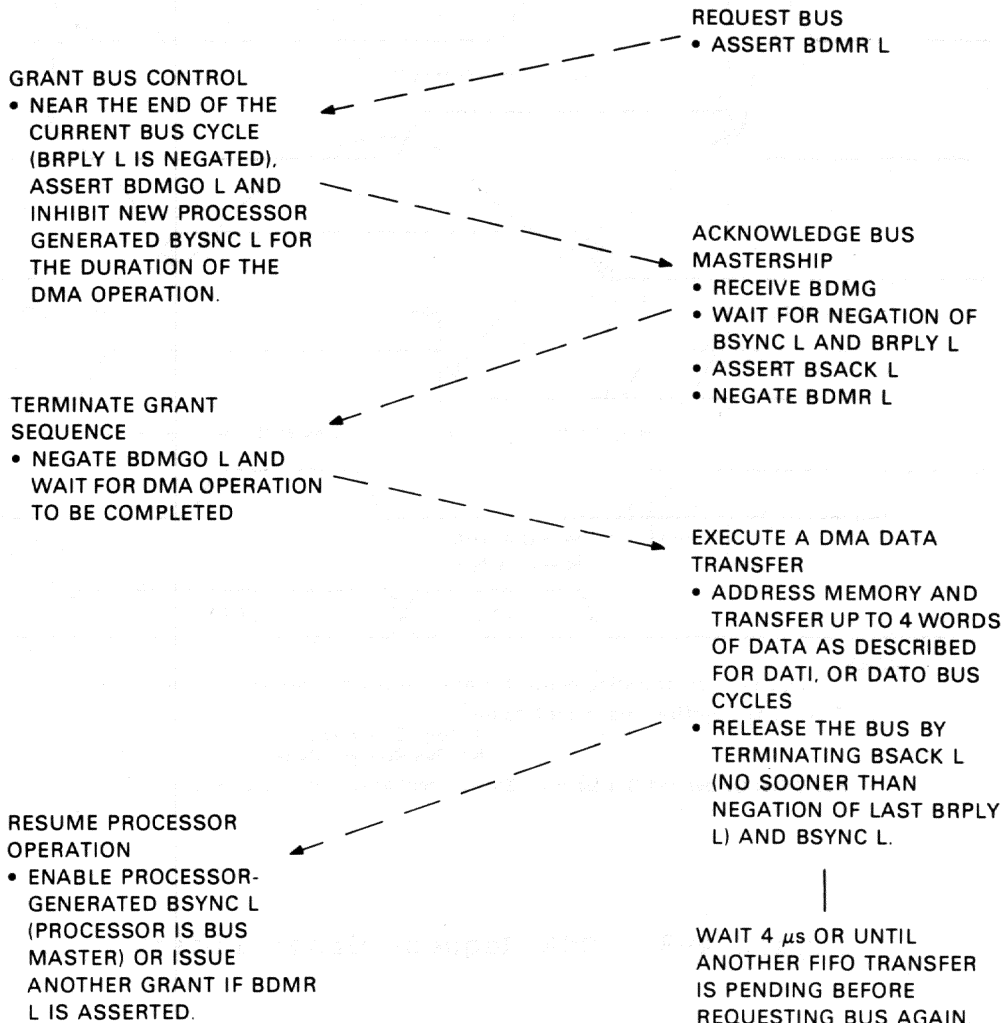 REQUEST BUS
• ASSERT BDMR L
GRANT BUS CONTROL
• NEAR THE END OF THE
CURRENT BUS CYCLE
(BRPLY L IS NEGATED),
ASSERT BDMGO L AND
INHIBIT NEW PROCESSOR
GENERATED BYSNC L FOR
THE DURATION OF THE
DMA OPERATION.
ACKNOWLEDGE BUS
MASTERSHIP
• RECEIVE BDMG
• WAIT FOR NEGATION OF
BSYNC L AND BRPLY L
• ASSERT BSACK L
• NEGATE BDMR L
TERMINATE GRANT
SEQUENCE
• NEGATE BDMGO L AND
WAIT FOR DMA OPERATION
TO BE COMPLETED
EXECUTE A DMA DATA
TRANSFER
• ADDRESS MEMORY AND
TRANSFER UP TO 4 WORDS
OF DATA AS DESCRIBED
FOR DATI, OR DATO BUS
CYCLES
• RELEASE THE BUS BY
TERMINATING BSACK L
(NO SOONER THAN
NEGATION OF LAST BRPLY
L) AND BSYNC L.
RESUME PROCESSOR
OPERATION
• ENABLE PROCESSOR-
GENERATED BSYNC L
(PROCESSOR IS BUS
MASTER) OR ISSUE
ANOTHER GRANT IF BDMR
L IS ASSERTED.
WAIT 4 µs OR UNTIL
ANOTHER FIFO TRANSFER
IS PENDING BEFORE
REQUESTING BUS AGAIN